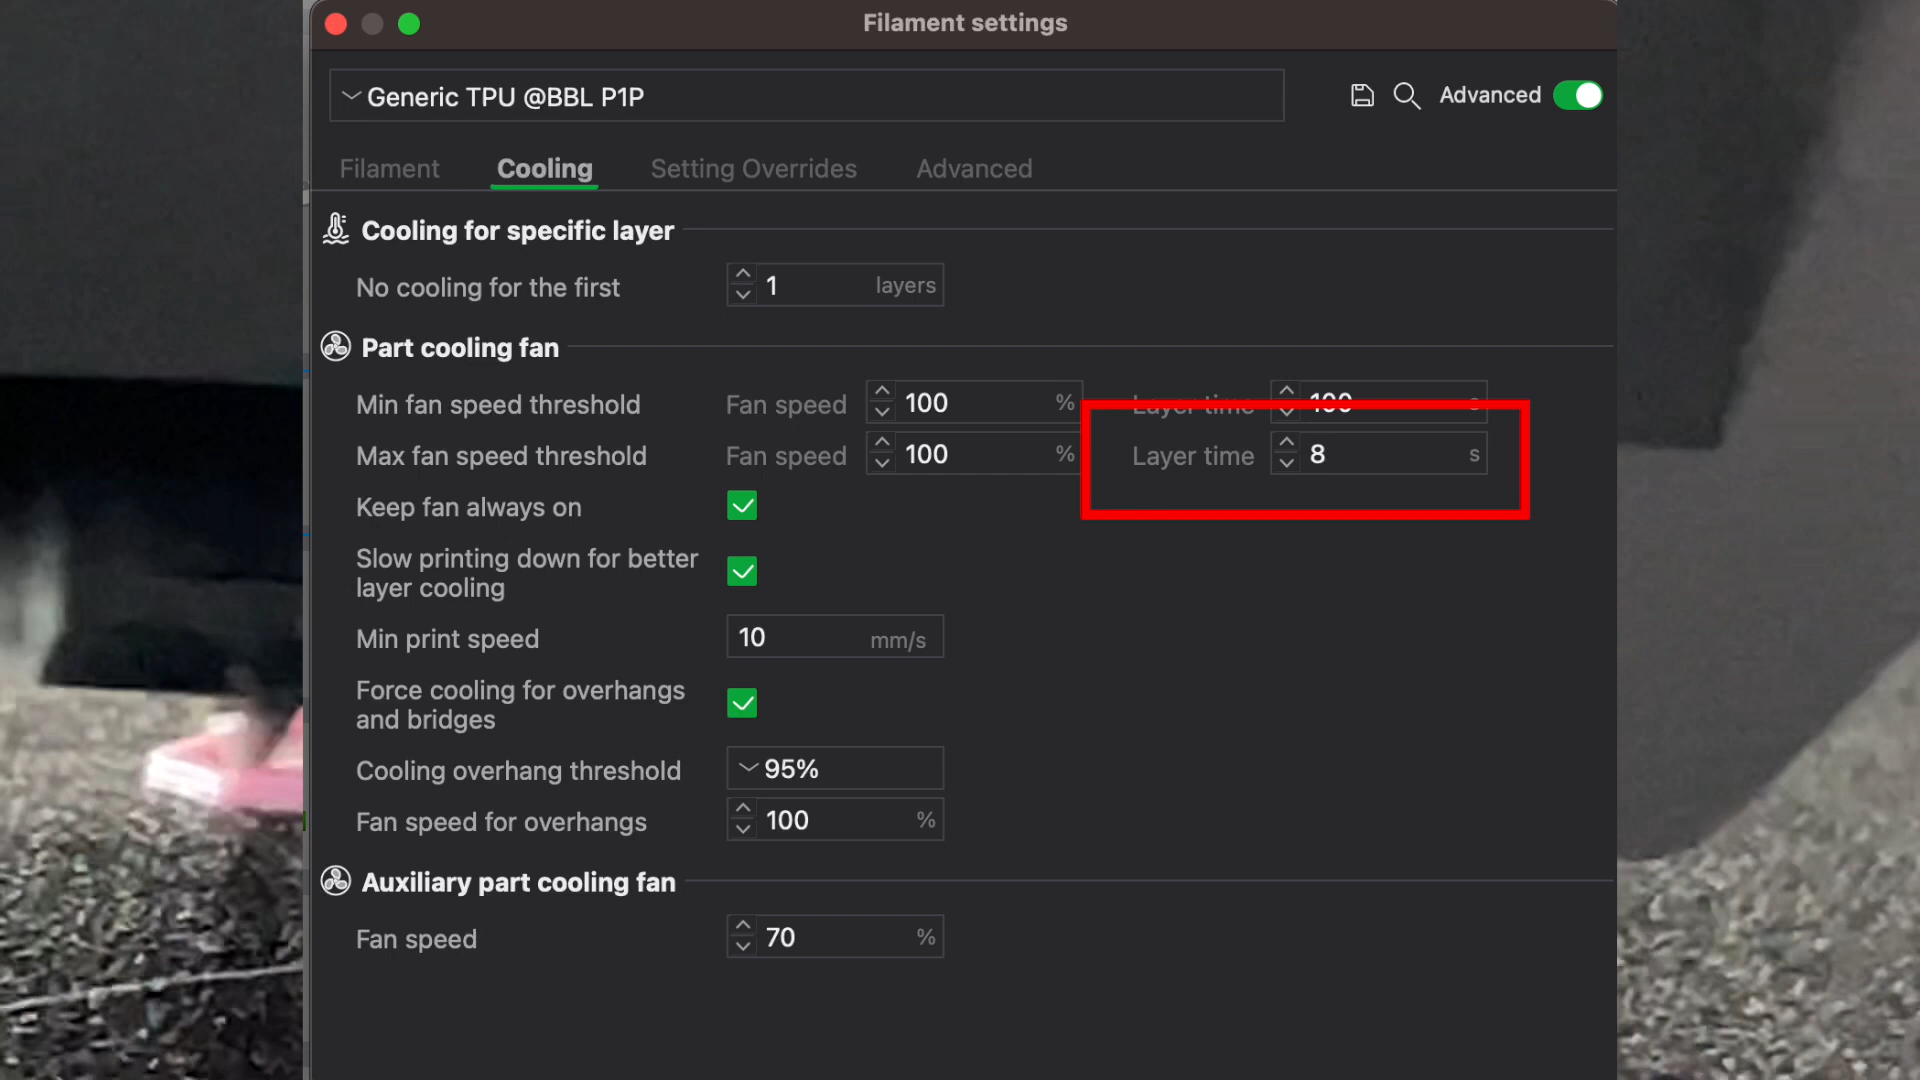 Filament settings
Generic TPU @BBL P1P
Advanced
Filament Cooling Setting Overrides Advanced
Cooling for specific layer
No cooling for the first 1 layers
Part cooling fan
Min fan speed threshold Fan speed 100 % Layer time 100 s
Max fan speed threshold Fan speed 100 % Layer time 8 s
Keep fan always on
Slow printing down for better
layer cooling
Min print speed 10 mm/s
Force cooling for overhangs
and bridges
Cooling overhang threshold 95%
Fan speed for overhangs 100 %
Auxiliary part cooling fan
Fan speed 70 %